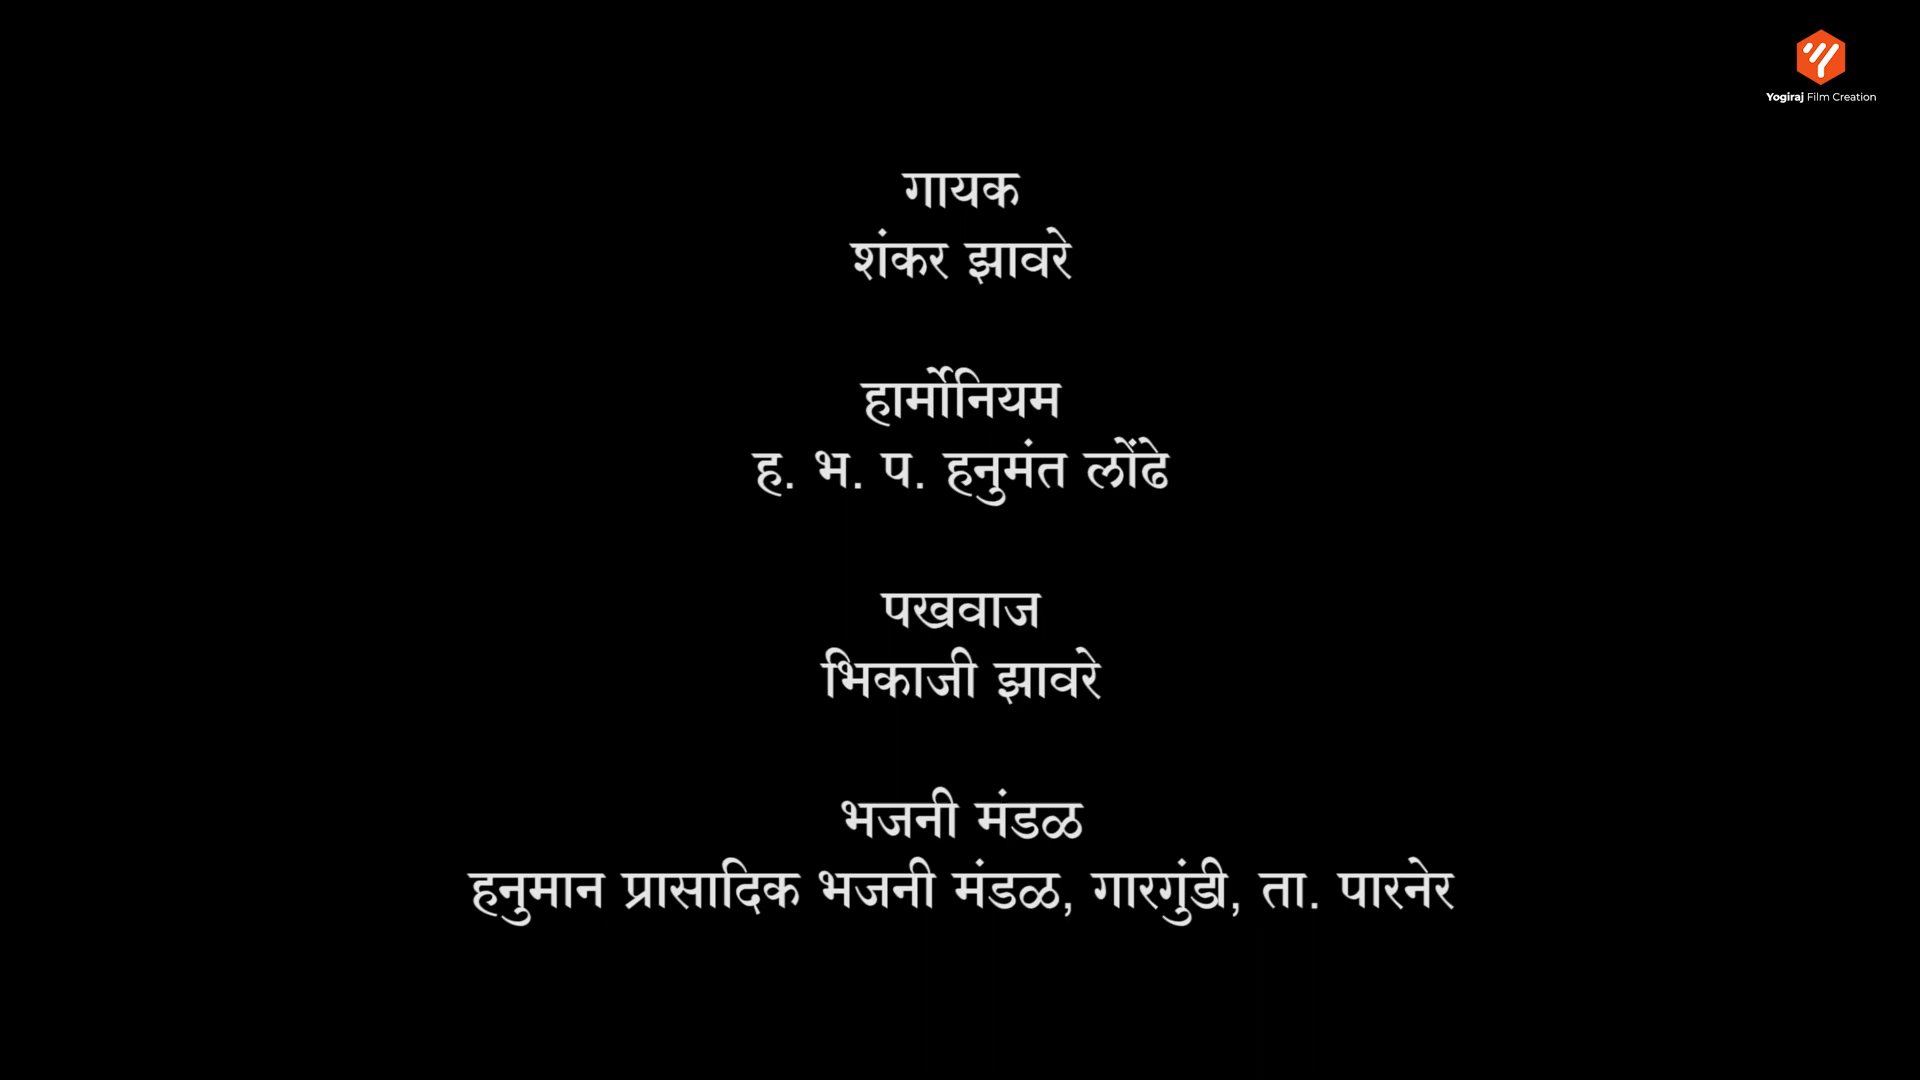 Yogiraj Film Creation
गायक
शंकर झावरे
हार्मोनियम
ह. भ. प. हनुमंत लोंढे
पखवाज
भिकाजी झावरे
भजनी मंडळ
हनुमान प्रासादिक भजनी मंडळ, गारगुंडी, ता. पारनेर